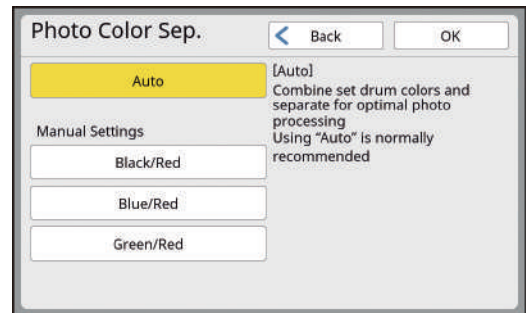 Photo Color Sep.
Back
OK
Auto
[Auto]
Combine set drum colors and
separate for optimal photo
processing
Using “Auto” is normally
recommended
Manual Settings
Black/Red
Blue/Red
Green/Red